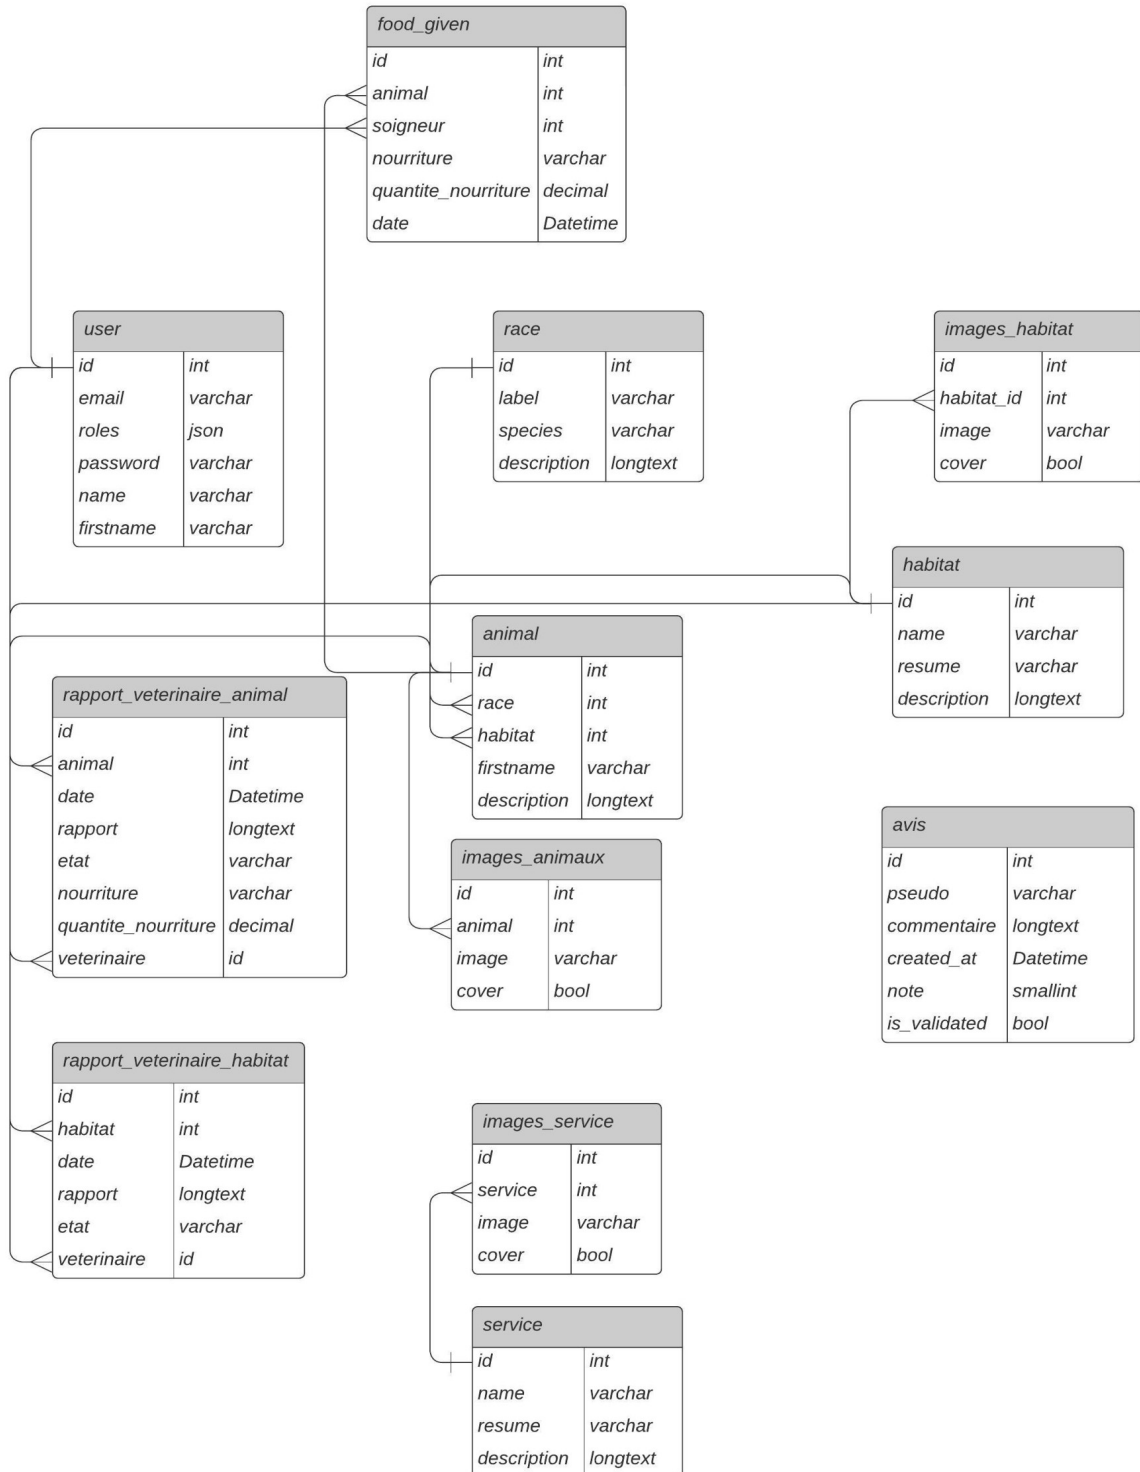 food_given
id int
animal int
soigneur int
nourriture varchar
quantite_nourriture decimal
date Datetime
user
id int
email varchar
roles json
password varchar
name varchar
firstname varchar
race
id int
label varchar
species varchar
description longtext
images_habitat
id int
habitat_id int
image varchar
cover bool
habitat
id int
name varchar
resume varchar
description longtext
animal
id int
race int
habitat int
firstname varchar
description longtext
rapport_veterinaire_animal
id int
animal int
date Datetime
rapport longtext
etat varchar
nourriture varchar
quantite_nourriture decimal
veterinaire id
images_animaux
id int
animal int
image varchar
cover bool
avis
id int
pseudo varchar
commentaire longtext
created_at Datetime
note smallint
is_validated bool
rapport_veterinaire_habitat
id int
habitat int
date Datetime
rapport longtext
etat varchar
veterinaire id
images_service
id int
service int
image varchar
cover bool
service
id int
name varchar
resume varchar
description longtext